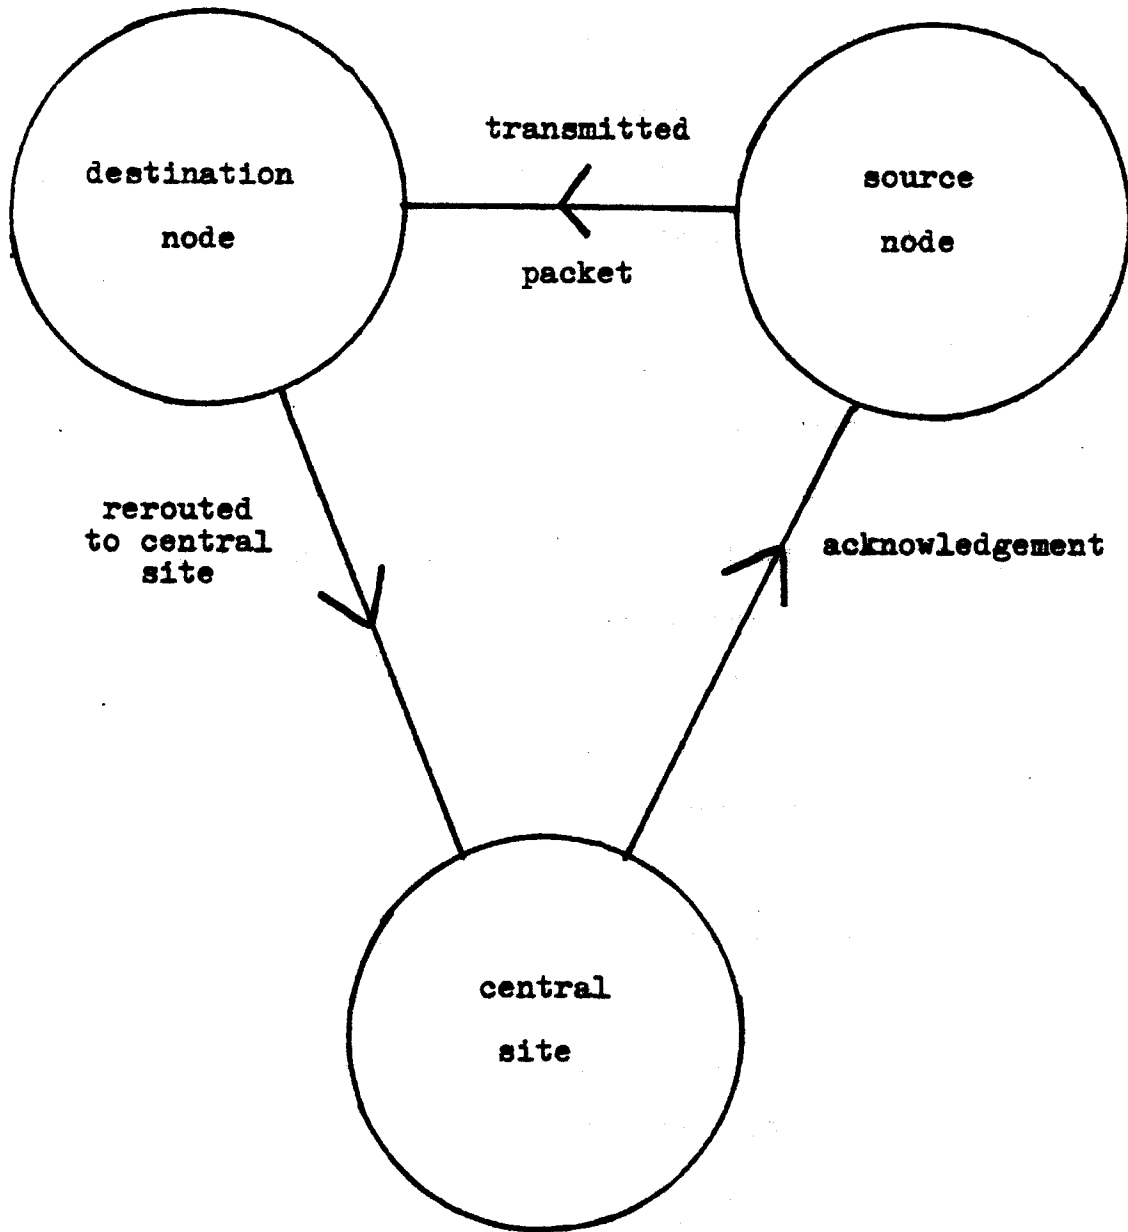 destination
node
transmitted
packet
source
node
rerouted
to central
site
acknowledgement
central
site